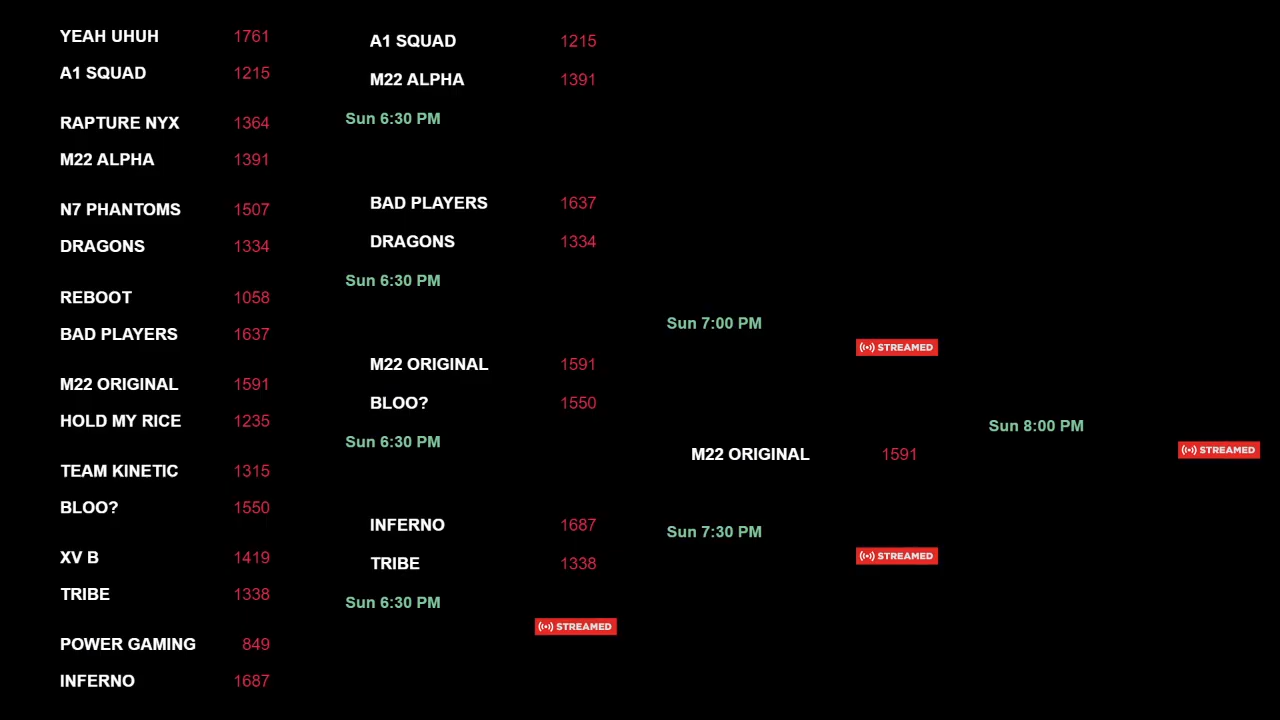 YEAH UHUH 1761
A1 SQUAD 1215
RAPTURE NYX 1364
M22 ALPHA 1391
N7 PHANTOMS 1507
DRAGONS 1334
REBOOT 1058
BAD PLAYERS 1637
M22 ORIGINAL 1591
HOLD MY RICE 1235
TEAM KINETIC 1315
BLOO? 1550
XV B 1419
TRIBE 1338
POWER GAMING 849
INFERNO 1687
A1 SQUAD 1215
M22 ALPHA 1391
Sun 6:30 PM
BAD PLAYERS 1637
DRAGONS 1334
Sun 6:30 PM
M22 ORIGINAL 1591
BLOO? 1550
Sun 6:30 PM
INFERNO 1687
TRIBE 1338
Sun 6:30 PM
STREAMED
Sun 7:00 PM
STREAMED
M22 ORIGINAL 1591
Sun 7:30 PM
STREAMED
Sun 8:00 PM
STREAMED